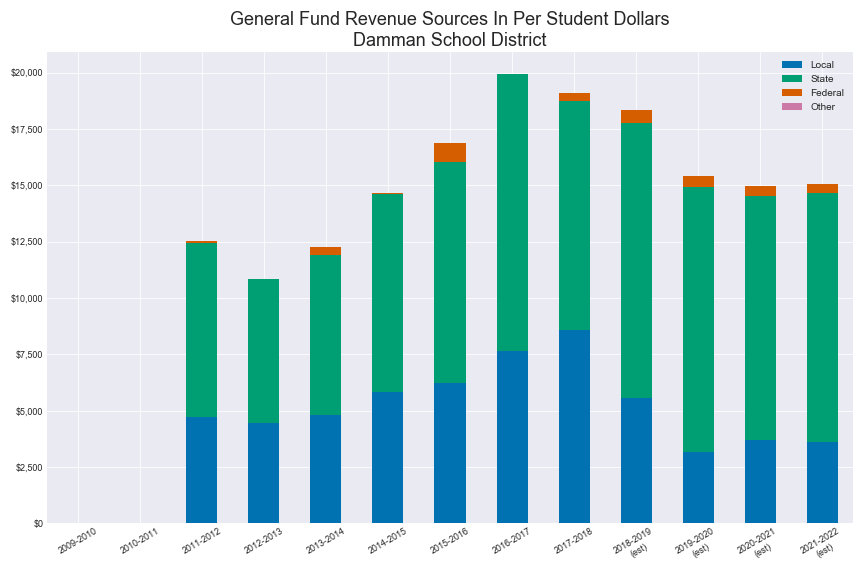 General Fund Revenue Sources In Per Student Dollars
Damman School District
Local
State
Federal
Other
$20,000
$17,500
$15,000
$12,500
$10,000
$7,500
$5,000
$2,500
$0
2009-2010
2010-2011
2011-2012
2012-2013
2013-2014
2014-2015
2015-2016
2016-2017
2017-2018
2018-2019
(est)
2019-2020
(est)
2020-2021
(est)
2021-2022
(est)